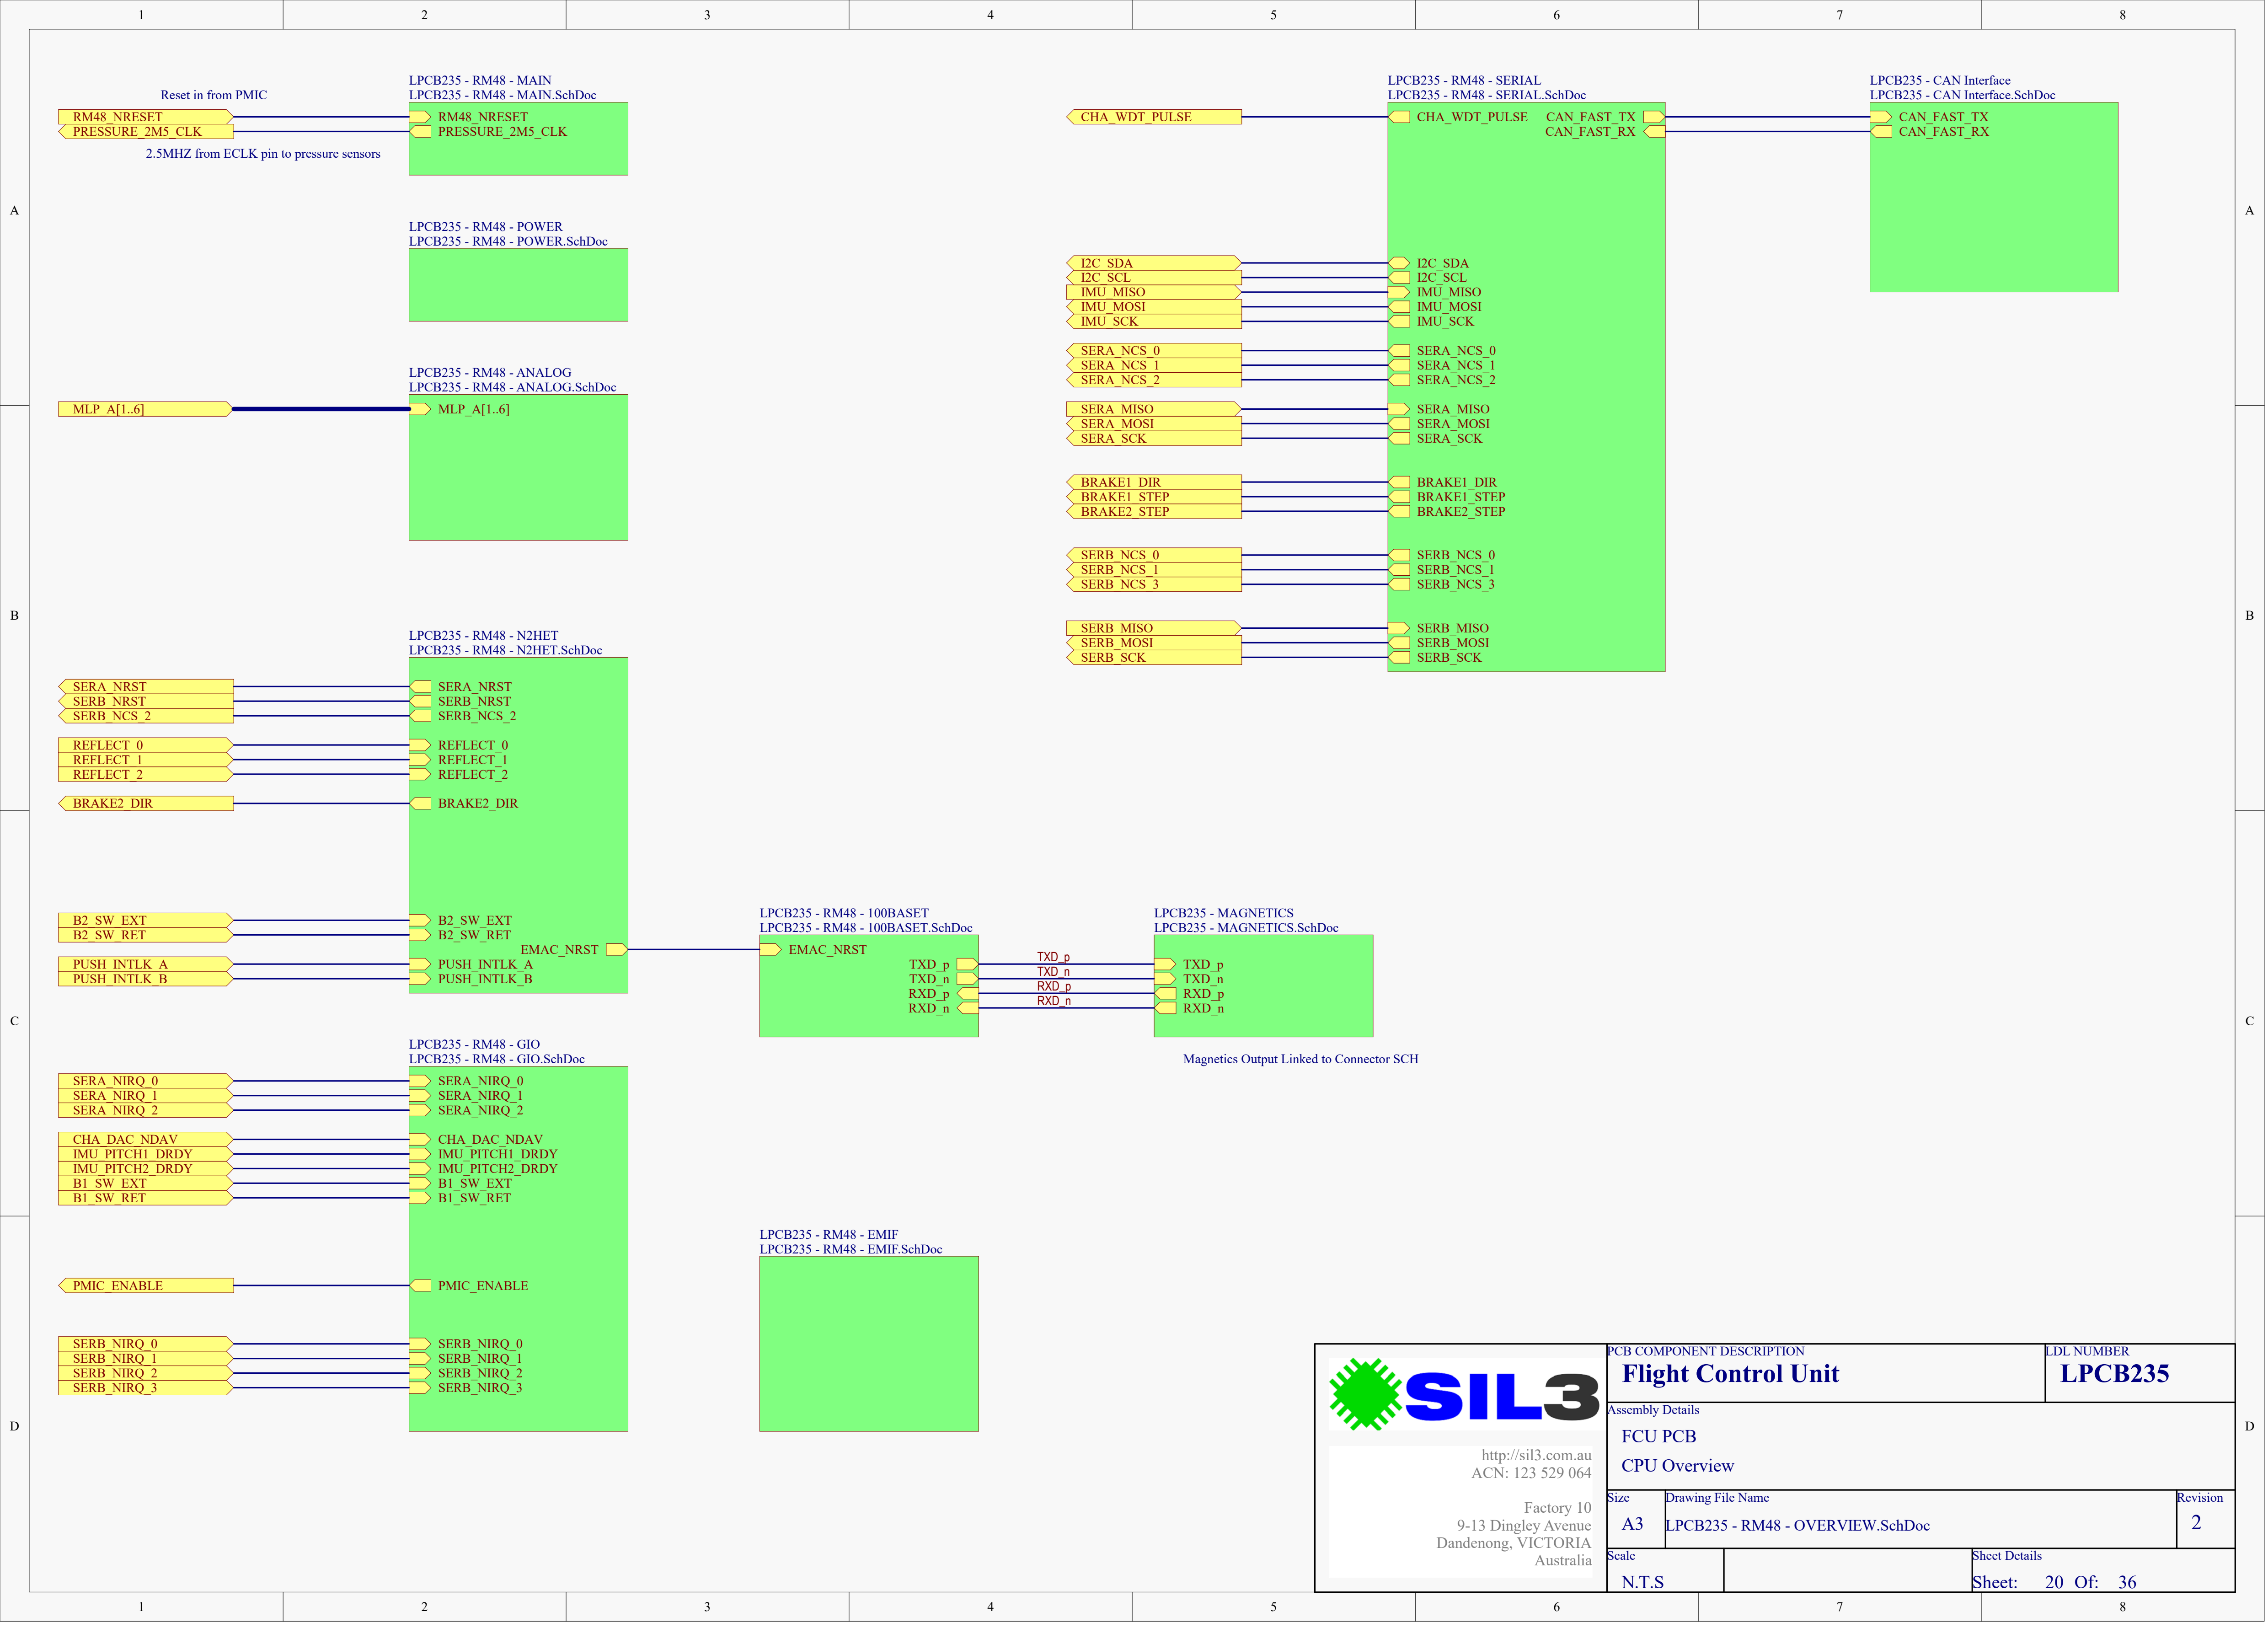 1 2 3 4 5 6 7 8
LPCB235 - RM48 - MAIN
LPCB235 - RM48 - MAIN.SchDoc
Reset in from PMIC
RM48_NRESET RM48_NRESET
PRESSURE_2M5_CLK PRESSURE_2M5_CLK
2.5MHZ from ECLK pin to pressure sensors
A
LPCB235 - RM48 - POWER
LPCB235 - RM48 - POWER.SchDoc
LPCB235 - RM48 - ANALOG
LPCB235 - RM48 - ANALOG.SchDoc
MLP_A[1..6] MLP_A[1..6]
B
LPCB235 - RM48 - N2HET
LPCB235 - RM48 - N2HET.SchDoc
SERA_NRST SERA_NRST
SERB_NRST SERB_NRST
SERB_NCS_2 SERB_NCS_2
REFLECT_0 REFLECT_0
REFLECT_1 REFLECT_1
REFLECT_2 REFLECT_2
BRAKE2_DIR BRAKE2_DIR
B2_SW_EXT B2_SW_EXT
B2_SW_RET B2_SW_RET
EMAC_NRST
PUSH_INTLK_A PUSH_INTLK_A
PUSH_INTLK_B PUSH_INTLK_B
C
LPCB235 - RM48 - GIO
LPCB235 - RM48 - GIO.SchDoc
SERA_NIRQ_0 SERA_NIRQ_0
SERA_NIRQ_1 SERA_NIRQ_1
SERA_NIRQ_2 SERA_NIRQ_2
CHA_DAC_NDAV CHA_DAC_NDAV
IMU_PITCH1_DRDY IMU_PITCH1_DRDY
IMU_PITCH2_DRDY IMU_PITCH2_DRDY
B1_SW_EXT B1_SW_EXT
B1_SW_RET B1_SW_RET
PMIC_ENABLE PMIC_ENABLE
SERB_NIRQ_0 SERB_NIRQ_0
SERB_NIRQ_1 SERB_NIRQ_1
SERB_NIRQ_2 SERB_NIRQ_2
SERB_NIRQ_3 SERB_NIRQ_3
D
LPCB235 - RM48 - 100BASET
LPCB235 - RM48 - 100BASET.SchDoc
EMAC_NRST
TXD_p
TXD_n
RXD_p
RXD_n
TXD_p
TXD_n
RXD_p
RXD_n
LPCB235 - MAGNETICS
LPCB235 - MAGNETICS.SchDoc
TXD_p
TXD_n
RXD_p
RXD_n
Magnetics Output Linked to Connector SCH
LPCB235 - RM48 - EMIF
LPCB235 - RM48 - EMIF.SchDoc
LPCB235 - RM48 - SERIAL
LPCB235 - RM48 - SERIAL.SchDoc
CHA_WDT_PULSE CHA_WDT_PULSE CAN_FAST_TX
CAN_FAST_RX
I2C_SDA I2C_SDA
I2C_SCL I2C_SCL
IMU_MISO IMU_MISO
IMU_MOSI IMU_MOSI
IMU_SCK IMU_SCK
SERA_NCS_0 SERA_NCS_0
SERA_NCS_1 SERA_NCS_1
SERA_NCS_2 SERA_NCS_2
SERA_MISO SERA_MISO
SERA_MOSI SERA_MOSI
SERA_SCK SERA_SCK
BRAKE1_DIR BRAKE1_DIR
BRAKE1_STEP BRAKE1_STEP
BRAKE2_STEP BRAKE2_STEP
SERB_NCS_0 SERB_NCS_0
SERB_NCS_1 SERB_NCS_1
SERB_NCS_3 SERB_NCS_3
SERB_MISO SERB_MISO
SERB_MOSI SERB_MOSI
SERB_SCK SERB_SCK
LPCB235 - CAN Interface
LPCB235 - CAN Interface.SchDoc
CAN_FAST_TX
CAN_FAST_RX
A
B
C
D
SIL3
http://sil3.com.au
ACN: 123 529 064
Factory 10
9-13 Dingley Avenue
Dandenong, VICTORIA
Australia
PCB COMPONENT DESCRIPTION
Flight Control Unit
LDL NUMBER
LPCB235
Assembly Details
FCU PCB
CPU Overview
Size
A3
Drawing File Name
LPCB235 - RM48 - OVERVIEW.SchDoc
Revision
2
Scale
N.T.S
Sheet Details
Sheet: 20 Of: 36
1 2 3 4 5 6 7 8